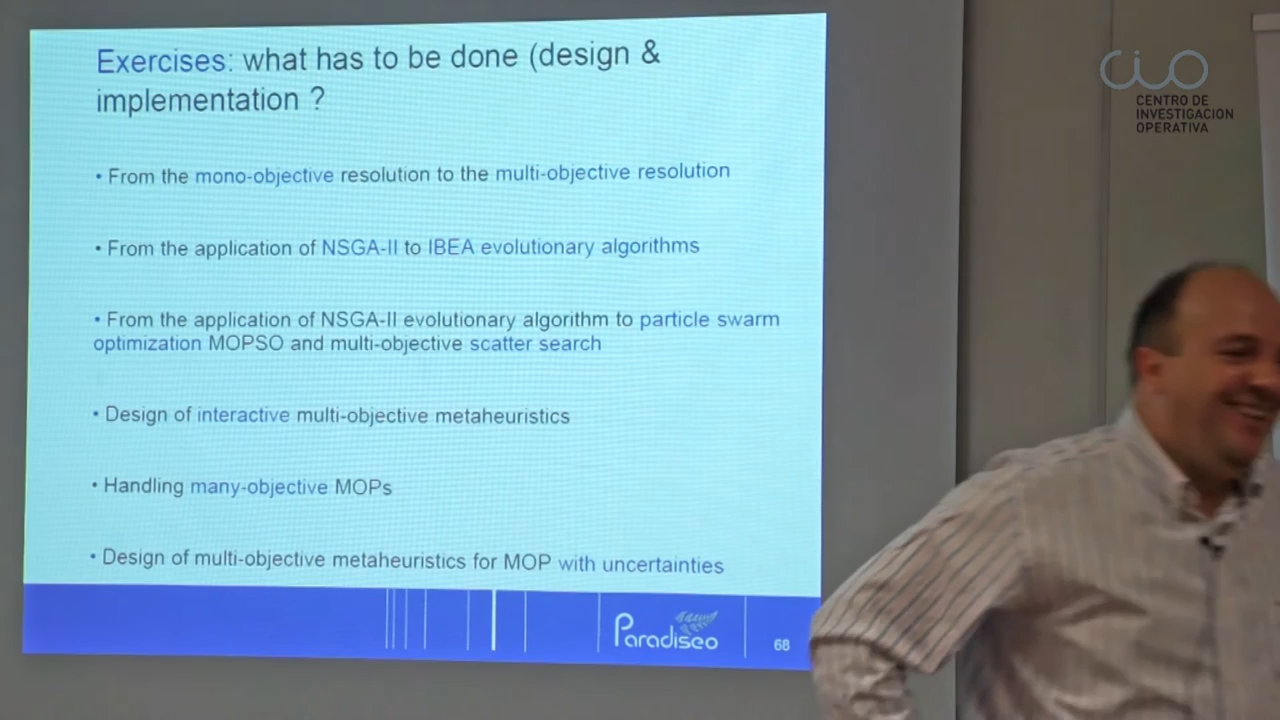 Exercises: what has to be done (design &
implementation ?
• From the mono-objective resolution to the multi-objective resolution
• From the application of NSGA-II to IBEA evolutionary algorithms
• From the application of NSGA-II evolutionary algorithm to particle swarm
optimization MOPSO and multi-objective scatter search
• Design of interactive multi-objective metaheuristics
• Handling many-objective MOPs
• Design of multi-objective metaheuristics for MOP with uncertainties
Paradiseo
68
CIO
CENTRO DE
INVESTIGACION
OPERATIVA